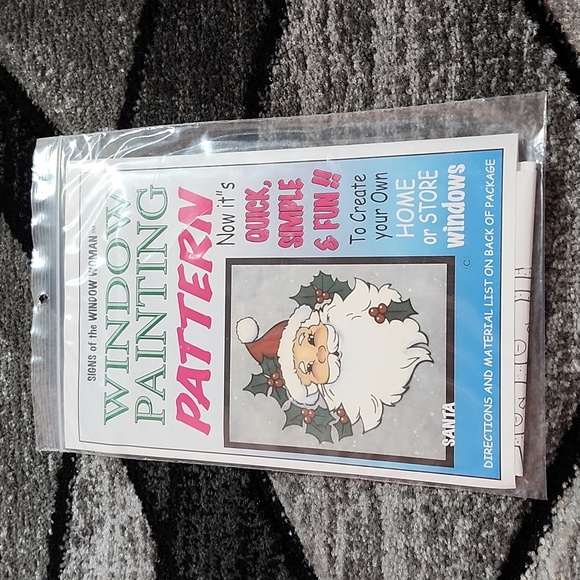 SIGNS of the WINDOW WOMAN™
WINDOW
PAINTING
PATTERN
Now it"s
QUICK,
SIMPLE
& FUN!!
To Create
your Own
HOME
or STORE
windows
©
SANTA
DIRECTIONS AND MATERIAL LIST ON BACK OF PACKAGE